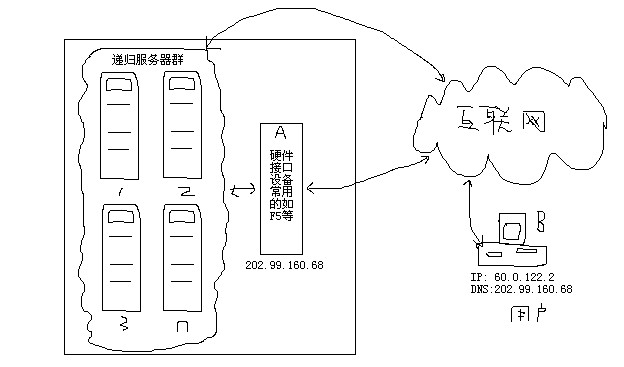 递归服务器群
1
2
3
n
A
硬件
接口
设备
常用
的如
F5等
202.99.160.68
互联网
B
IP: 60.0.122.2
DNS:202.99.160.68
用户